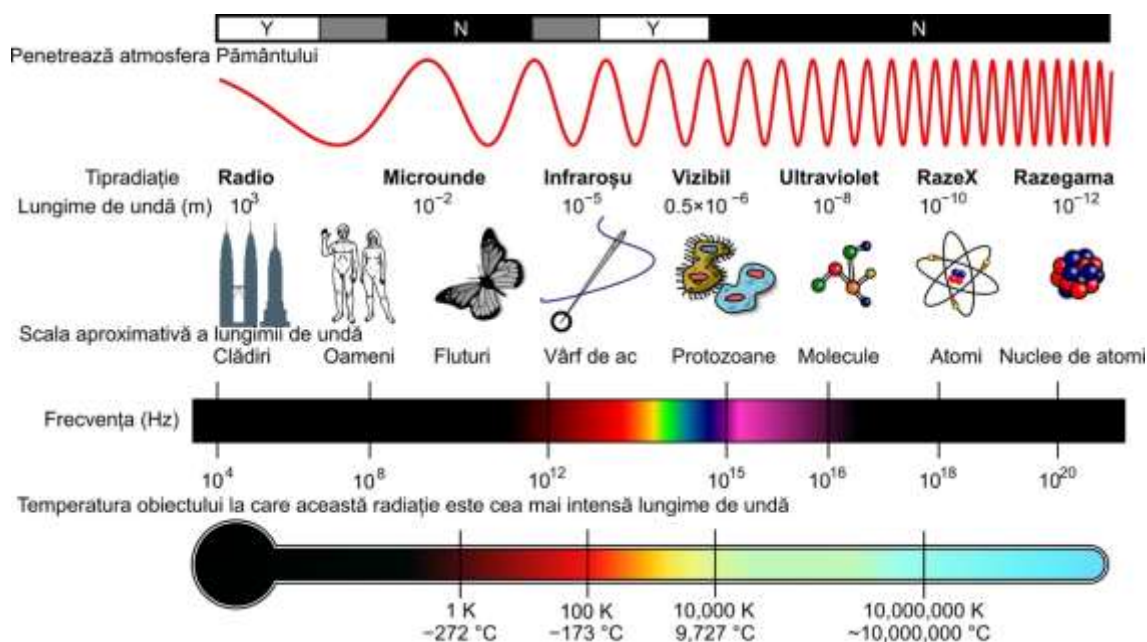 Y N Y N
Penetrează atmosfera Pământului
Tipradiație Radio Microunde Infraroșu Vizibil Ultraviolet RazeX Razegama
Lungime de undă (m) 10³ 10⁻² 10⁻⁵ 0.5×10⁻⁶ 10⁻⁸ 10⁻¹⁰ 10⁻¹²
Scala aproximativă a lungimii de undă
Clădiri Oameni Fluturi Vârf de ac Protozoane Molecule Atomi Nuclee de atomi
Frecvența (Hz)
10⁴ 10⁸ 10¹² 10¹⁵ 10¹⁶ 10¹⁸ 10²⁰
Temperatura obiectului la care această radiație este cea mai intensă lungime de undă
1 K 100 K 10,000 K 10,000,000 K
−272 °C −173 °C 9,727 °C ~10,000,000 °C